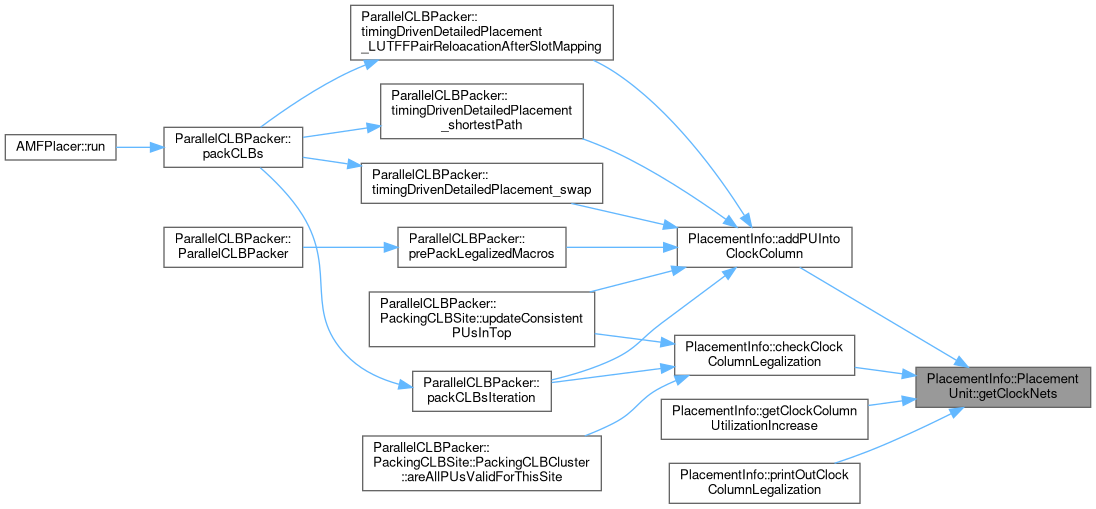 ParallelCLBPacker::
timingDrivenDetailedPlacement
_LUTFFPairReloacationAfterSlotMapping
ParallelCLBPacker::
timingDrivenDetailedPlacement
_shortestPath
AMFPlacer::run
ParallelCLBPacker::
packCLBs
ParallelCLBPacker::
timingDrivenDetailedPlacement_swap
ParallelCLBPacker::
ParallelCLBPacker
ParallelCLBPacker::
prePackLegalizedMacros
PlacementInfo::addPUInto
ClockColumn
ParallelCLBPacker::
PackingCLBSite::updateConsistent
PUsInTop
PlacementInfo::checkClock
ColumnLegalization
ParallelCLBPacker::
packCLBsIteration
PlacementInfo::Placement
Unit::getClockNets
PlacementInfo::getClockColumn
UtilizationIncrease
ParallelCLBPacker::
PackingCLBSite::PackingCLBCluster
::areAllPUsValidForThisSite
PlacementInfo::printOutClock
ColumnLegalization